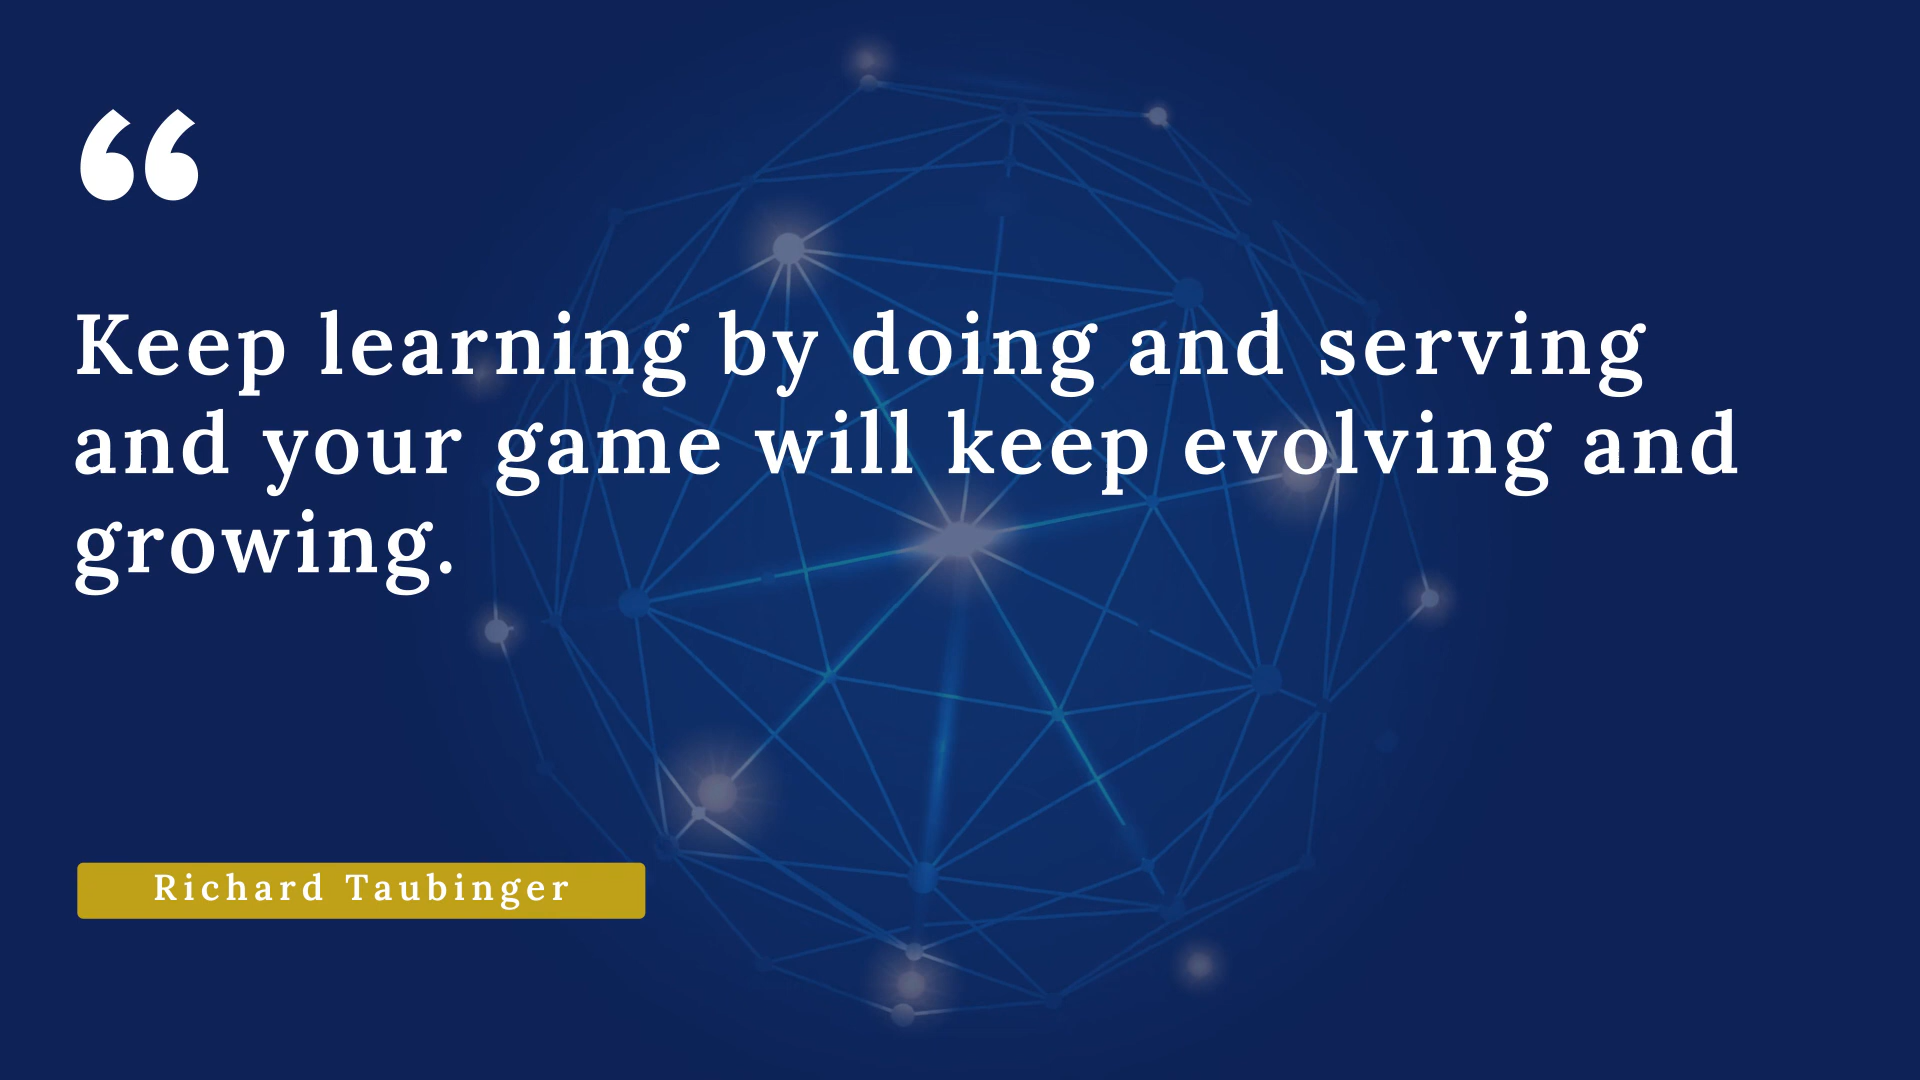 “
Keep learning by doing and serving
and your game will keep evolving and
growing.
Richard Taubinger